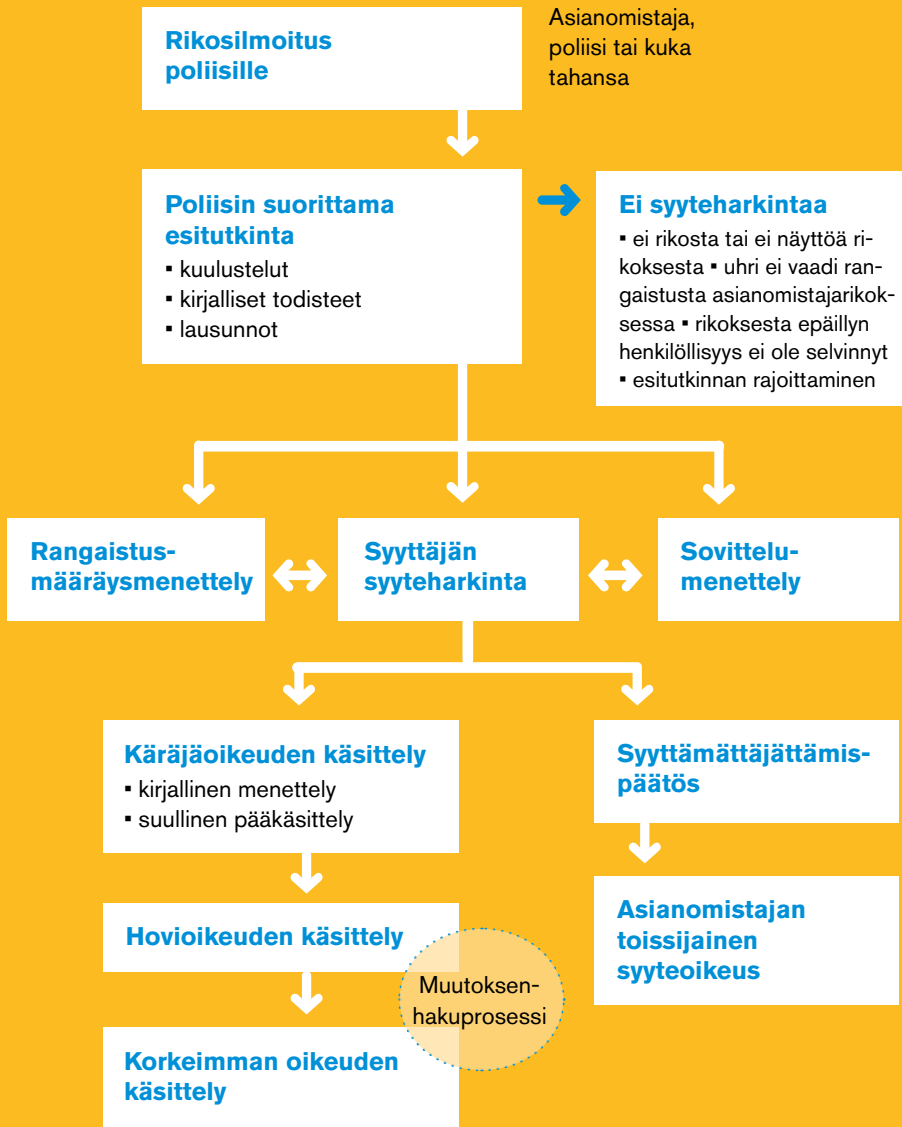 Rikosilmoitus
poliisille
Asianomistaja,
poliisi tai kuka
tahansa
Poliisin suorittama
esitutkinta
▪ kuulustelut
▪ kirjalliset todisteet
▪ lausunnot
Ei syyteharkintaa
▪ ei rikosta tai ei näyttöä ri-
koksesta ▪ uhri ei vaadi ran-
gaistusta asianomistajarikok-
sessa ▪ rikoksesta epäillyn
henkilöllisyys ei ole selvinnyt
▪ esitutkinnan rajoittaminen
Rangaistus-
määräysmenettely
Syyttäjän
syyteharkinta
Sovittelu-
menettely
Käräjäoikeuden käsittely
▪ kirjallinen menettely
▪ suullinen pääkäsittely
Syyttämättäjättämis-
päätös
Hovioikeuden käsittely
Asianomistajan
toissijainen
syyteoikeus
Muutoksen-
hakuprosessi
Korkeimman oikeuden
käsittely